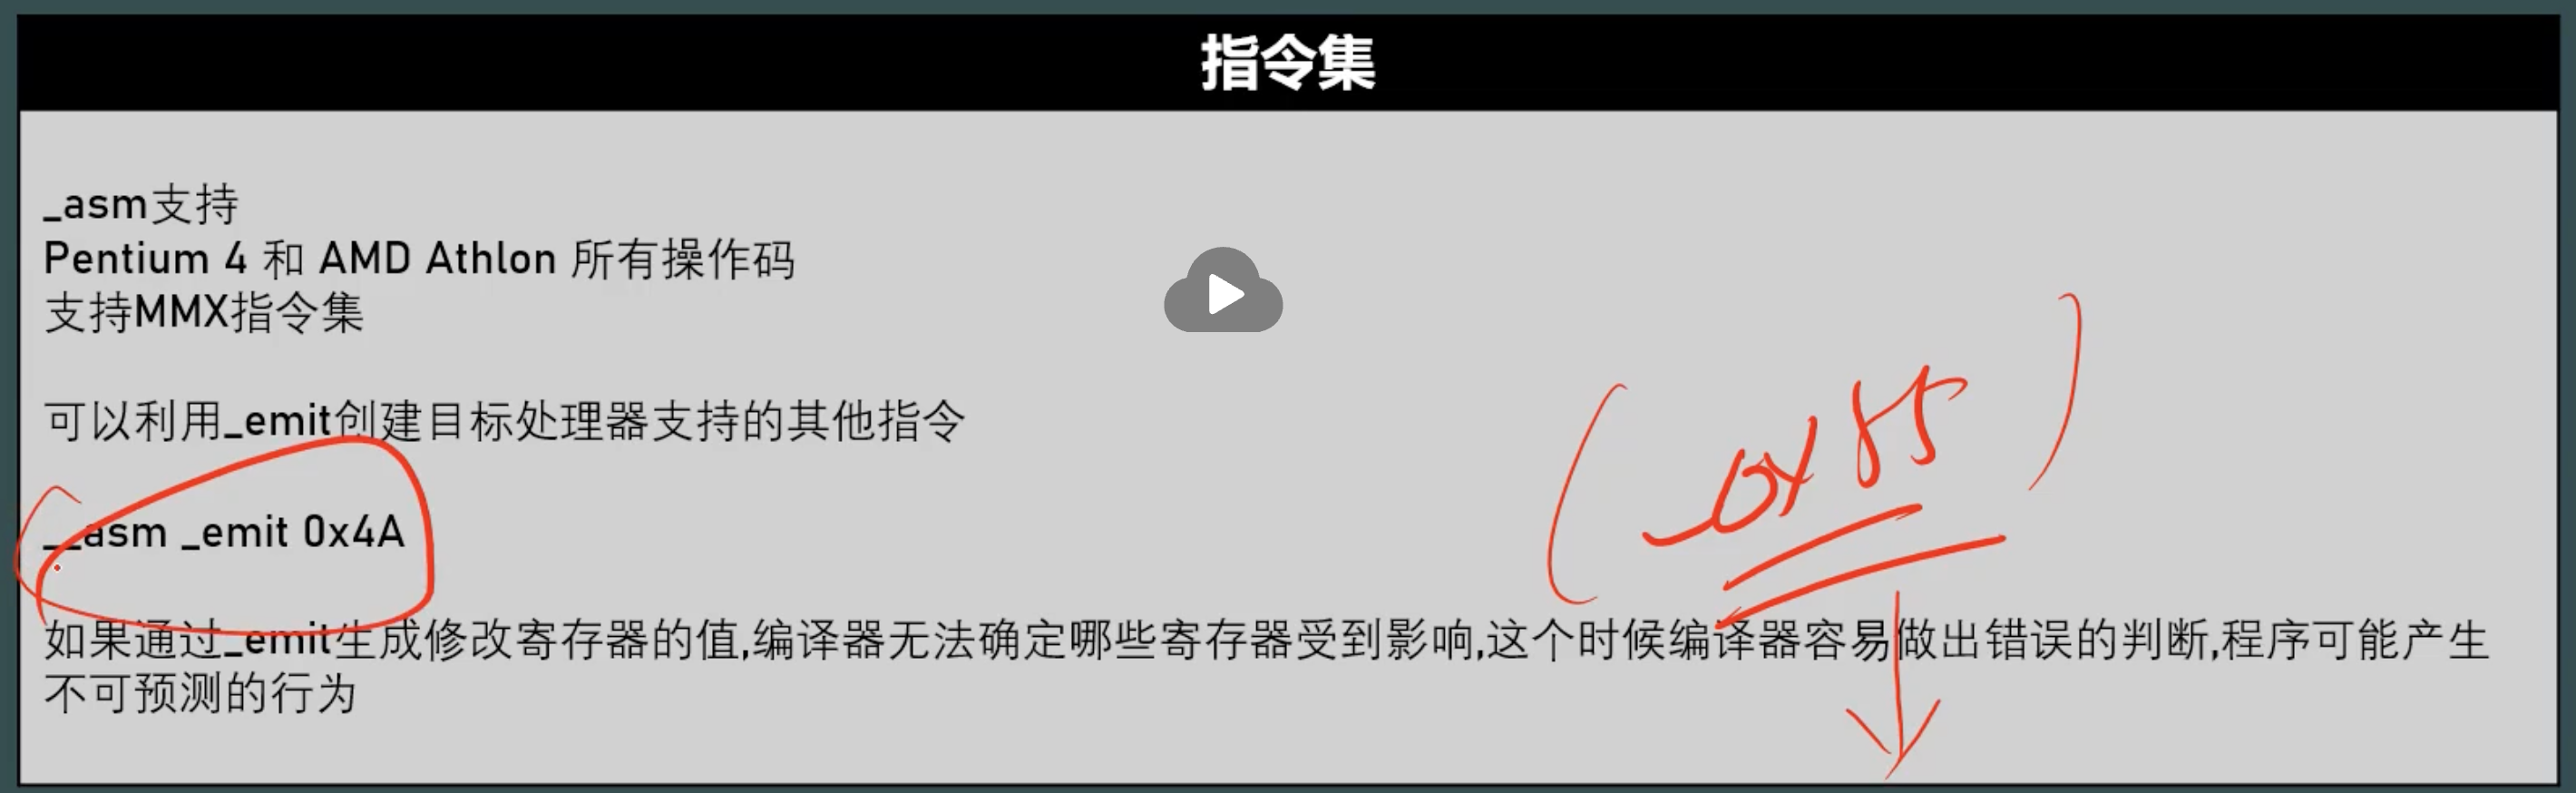 指令集
_asm支持
Pentium 4 和 AMD Athlon 所有操作码
支持MMX指令集
可以利用_emit创建目标处理器支持的其他指令
__asm _emit 0x4A
如果通过_emit生成修改寄存器的值,编译器无法确定哪些寄存器受到影响,这个时候编译器容易做出错误的判断,程序可能产生
不可预测的行为
(0x85)